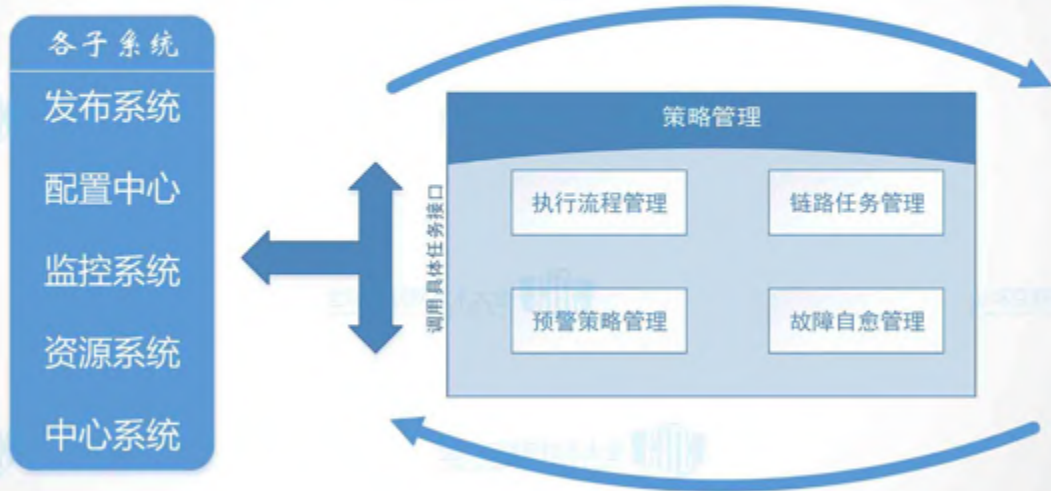 各子系统
发布系统
配置中心
监控系统
资源系统
中心系统
调用具体任务接口
策略管理
执行流程管理
链路任务管理
预警策略管理
故障自愈管理